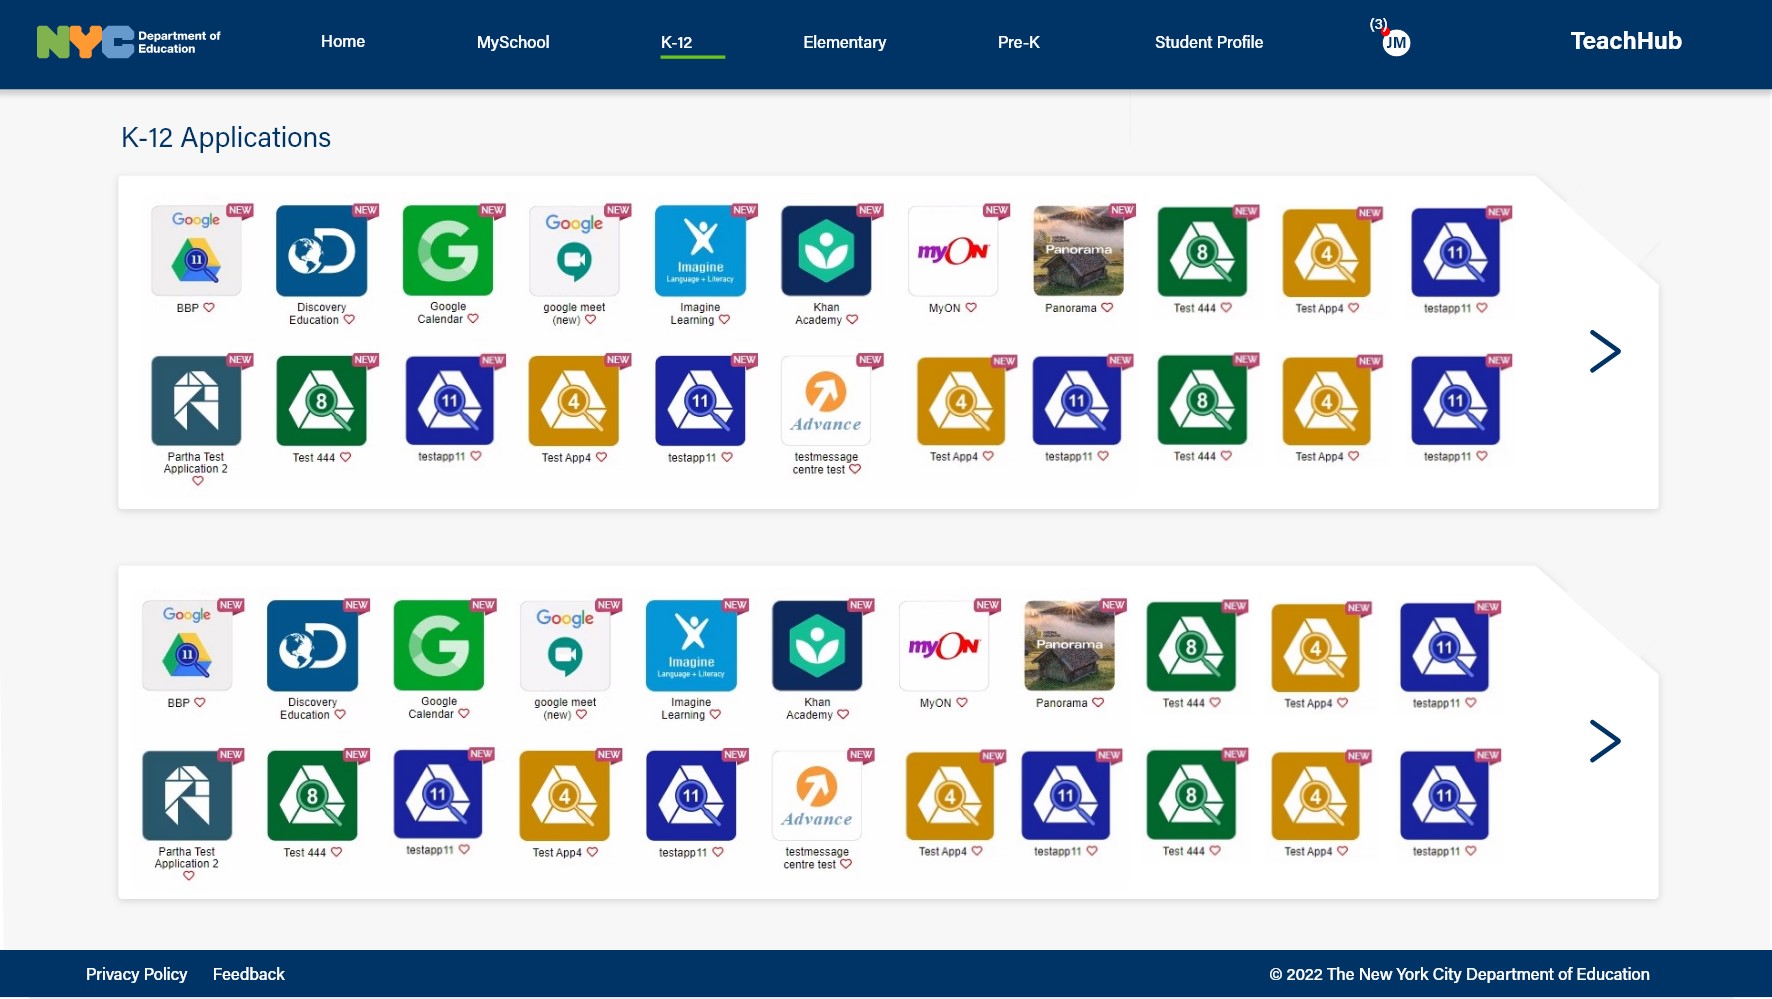 NYC Department of
Education
Home
MySchool
K-12
Elementary
Pre-K
Student Profile
(3)
JM
TeachHub
K-12 Applications
Google NEW
11
BBP
NEW
D
Discovery
Education
NEW
G
Google
Calendar
Google NEW
google meet
(new)
NEW
Imagine
Language + Literacy
Imagine
Learning
NEW
Khan
Academy
NEW
myON
MyON
NEW
Panorama
Panorama
NEW
8
Test 444
NEW
4
Test App4
NEW
11
testapp11
NEW
Partha Test
Application 2
NEW
8
Test 444
NEW
11
testapp11
NEW
4
Test App4
NEW
11
testapp11
NEW
Advance
testmessage
centre test
NEW
4
Test App4
NEW
11
testapp11
NEW
8
Test 444
NEW
4
Test App4
NEW
11
testapp11
Google NEW
11
BBP
NEW
D
Discovery
Education
NEW
G
Google
Calendar
Google NEW
google meet
(new)
NEW
Imagine
Language + Literacy
Imagine
Learning
NEW
Khan
Academy
NEW
myON
MyON
NEW
Panorama
Panorama
NEW
8
Test 444
NEW
4
Test App4
NEW
11
testapp11
NEW
Partha Test
Application 2
NEW
8
Test 444
NEW
11
testapp11
NEW
4
Test App4
NEW
11
testapp11
NEW
Advance
testmessage
centre test
NEW
4
Test App4
NEW
11
testapp11
NEW
8
Test 444
NEW
4
Test App4
NEW
11
testapp11
Privacy Policy
Feedback
© 2022 The New York City Department of Education